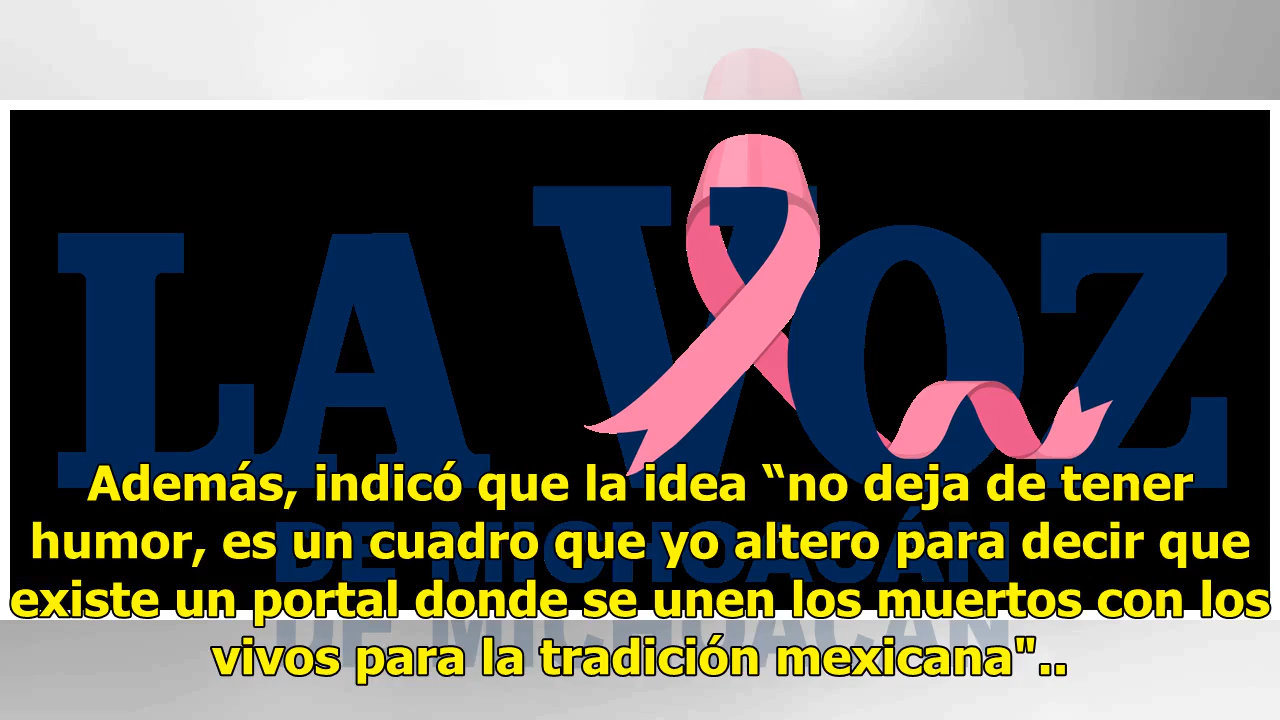 LA VOZ
DE MICHOACÁN
Además, indicó que la idea “no deja de tener
humor, es un cuadro que yo altero para decir que
existe un portal donde se unen los muertos con los
vivos para la tradición mexicana"..